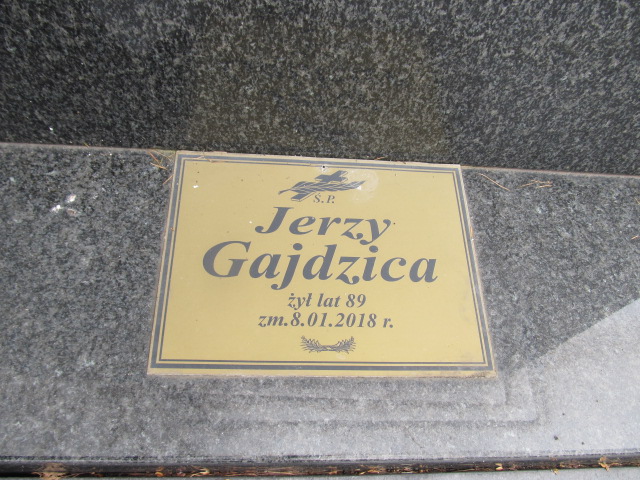 Ś.P.
Jerzy
Gajdzica
żył lat 89
zm.8.01.2018 r.